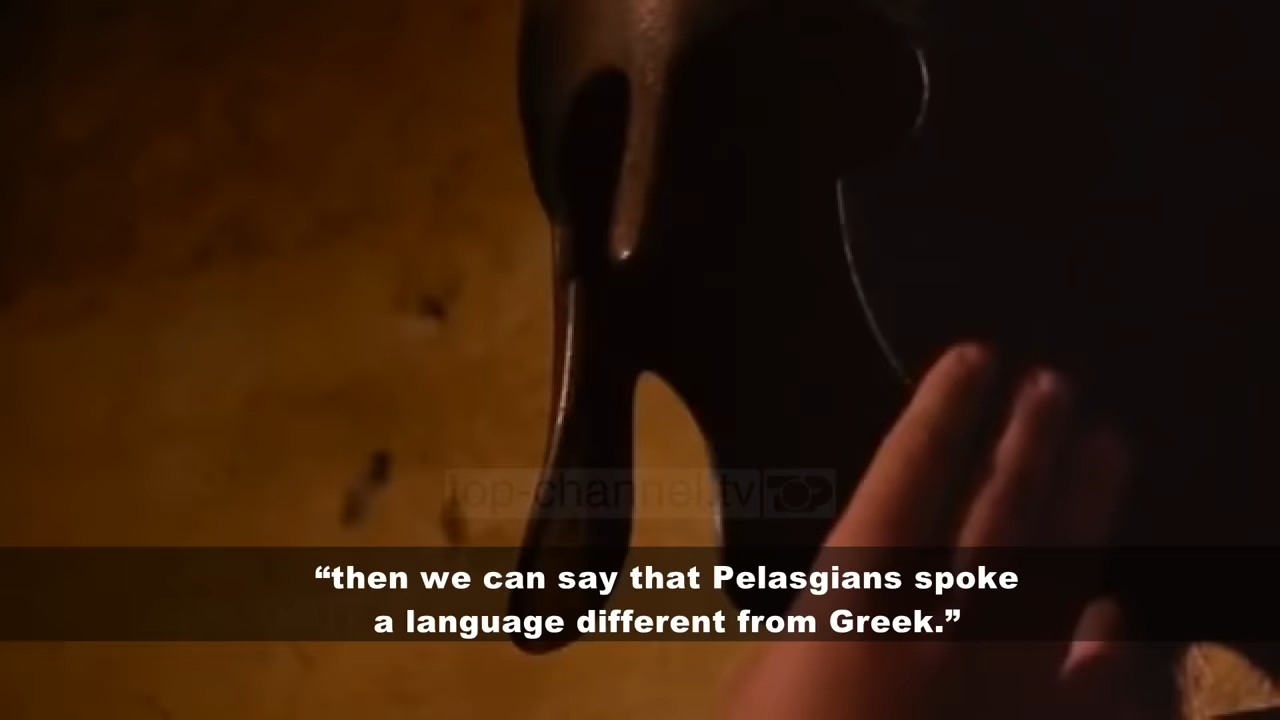 top-channel.tv
“then we can say that Pelasgians spoke
a language different from Greek.”